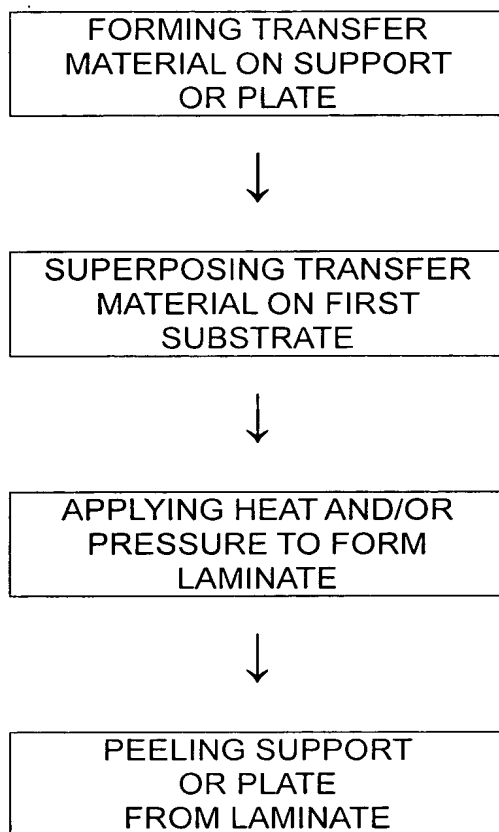 FORMING TRANSFER
MATERIAL ON SUPPORT
OR PLATE
↓
SUPERPOSING TRANSFER
MATERIAL ON FIRST
SUBSTRATE
↓
APPLYING HEAT AND/OR
PRESSURE TO FORM
LAMINATE
↓
PEELING SUPPORT
OR PLATE
FROM LAMINATE